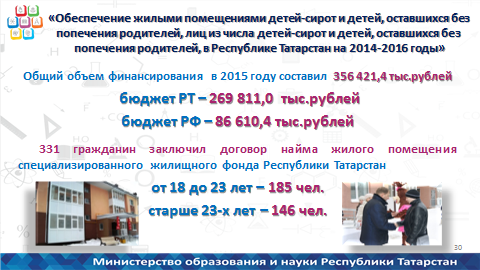 «Обеспечение жилыми помещениями детей-сирот и детей, оставшихся без
попечения родителей, лиц из числа детей-сирот и детей, оставшихся без
попечения родителей, в Республике Татарстан на 2014-2016 годы»
Общий объем финансирования в 2015 году составил 356 421,4 тыс.рублей
бюджет РТ – 269 811,0 тыс.рублей
бюджет РФ – 86 610,4 тыс.рублей
331 гражданин заключил договор найма жилого помещения
специализированного жилищного фонда Республики Татарстан
от 18 до 23 лет – 185 чел.
старше 23-х лет – 146 чел.
30
Министерство образования и науки Республики Татарстан